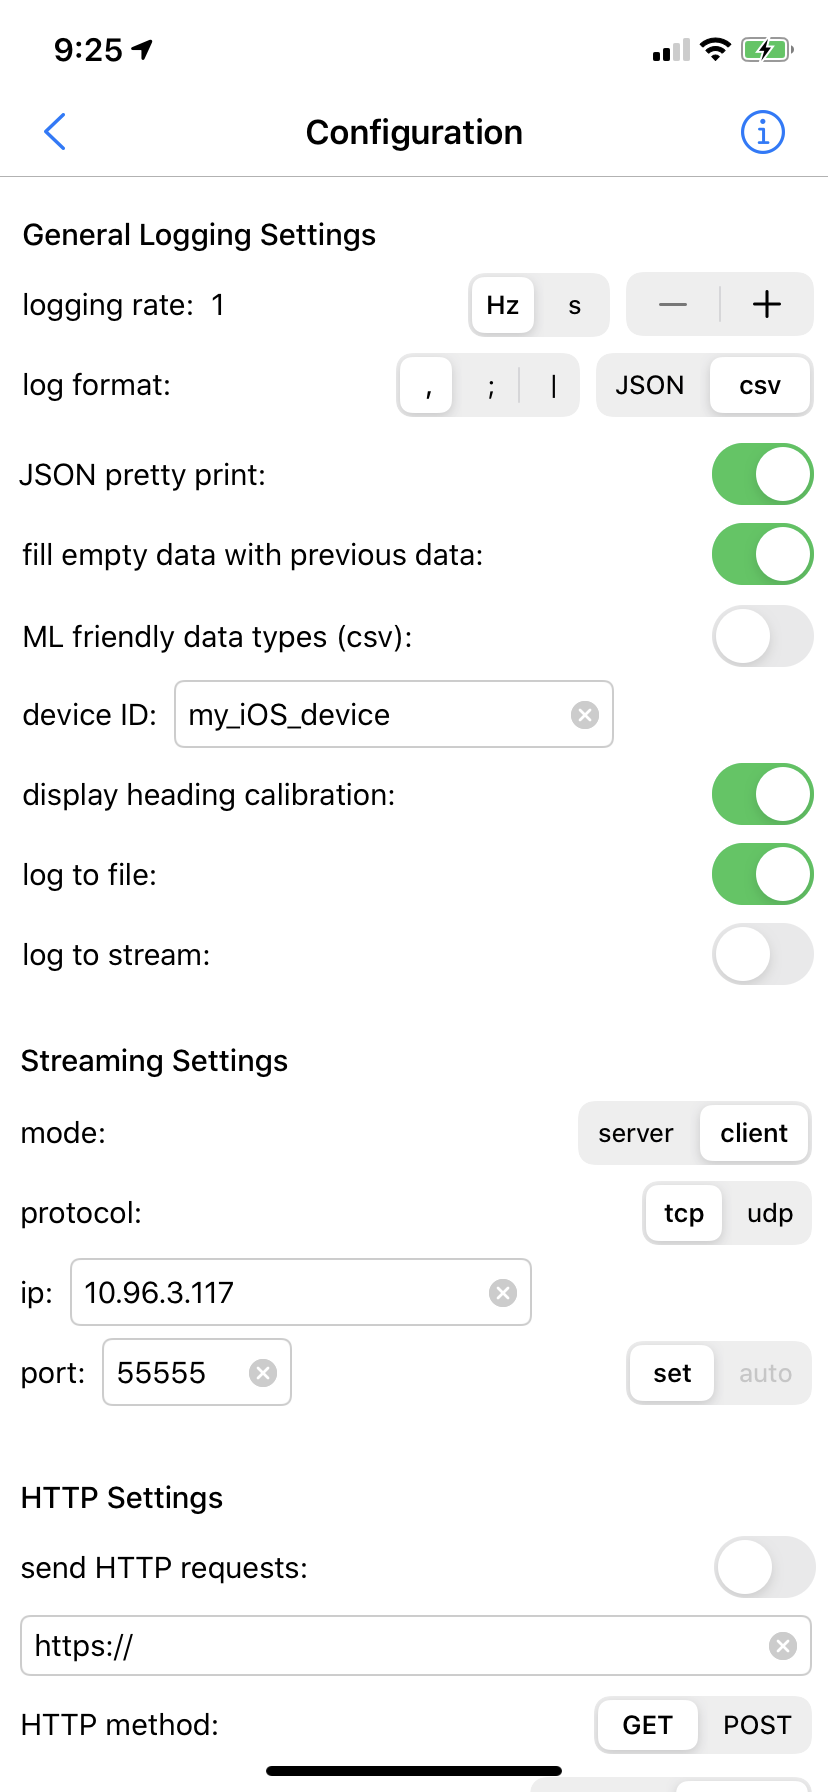 9:25
Configuration
General Logging Settings
logging rate: 1 Hz s
log format: , ; | JSON csv
JSON pretty print:
fill empty data with previous data:
ML friendly data types (csv):
device ID: my_iOS_device
display heading calibration:
log to file:
log to stream:
Streaming Settings
mode: server client
protocol: tcp udp
ip: 10.96.3.117
port: 55555 set auto
HTTP Settings
send HTTP requests:
https://
HTTP method: GET POST